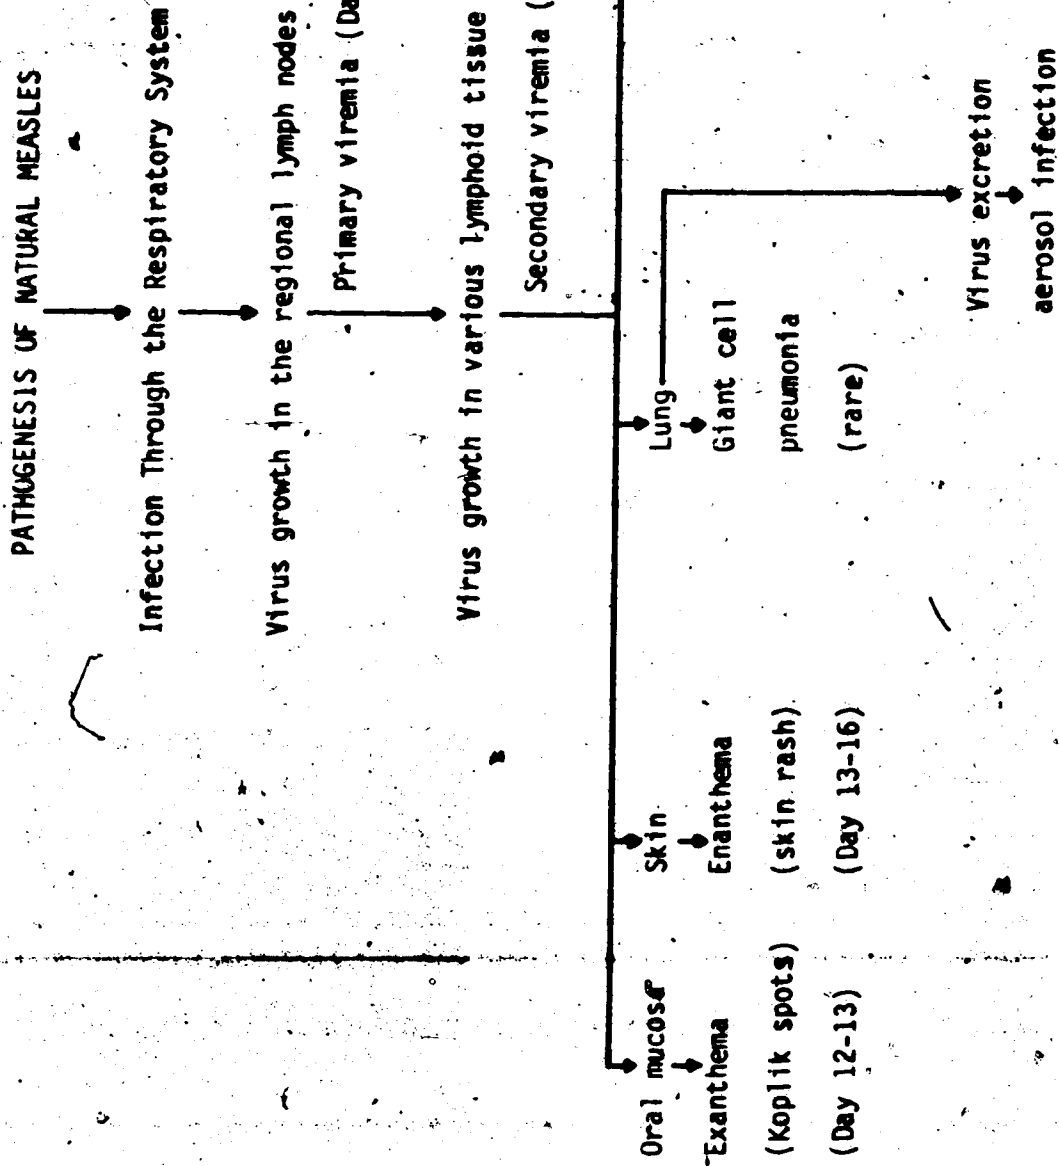 PATHOGENESIS OF NATURAL MEASLES
Infection Through the Respiratory System
Virus growth in the regional lymph nodes
Primary viremia (Da
Virus growth in various lymphoid tissue
Secondary viremia (
Oral mucosa
Exanthema
(Koplik spots)
(Day 12-13)
Skin
Enanthema
(skin rash)
(Day 13-16)
Lung
Giant cell
pneumonia
(rare)
Virus excretion
aerosol infection